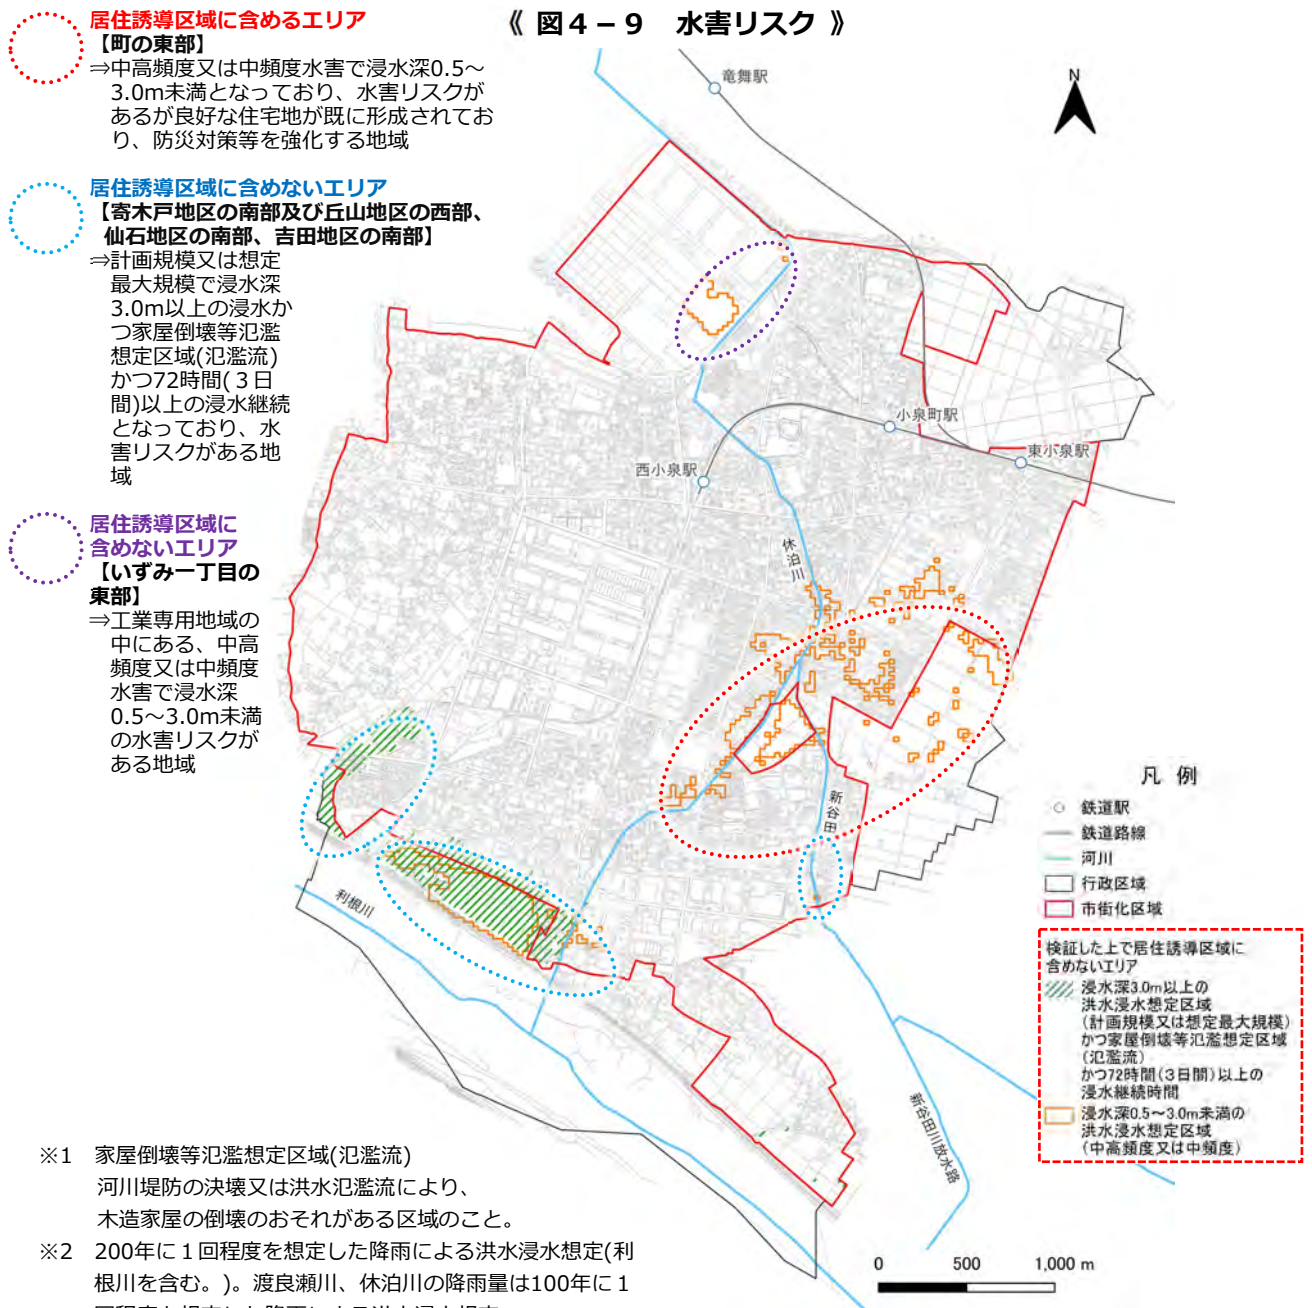 《 図４－９　水害リスク 》
居住誘導区域に含めるエリア
【町の東部】
⇒中高頻度又は中頻度水害で浸水深0.5～
3.0m未満となっており、水害リスクが
あるが良好な住宅地が既に形成されてお
り、防災対策等を強化する地域
居住誘導区域に含めないエリア
【寄木戸地区の南部及び丘山地区の西部、
仙石地区の南部、吉田地区の南部】
⇒計画規模又は想定
最大規模で浸水深
3.0m以上の浸水か
つ家屋倒壊等氾濫
想定区域(氾濫流)
かつ72時間(３日
間)以上の浸水継続
となっており、水
害リスクがある地
域
居住誘導区域に
含めないエリア
【いずみ一丁目の
東部】
⇒工業専用地域の
中にある、中高
頻度又は中頻度
水害で浸水深
0.5～3.0m未満
の水害リスクが
ある地域
竜舞駅
N
小泉町駅
東小泉駅
西小泉駅
休泊川
新谷田
利根川
新谷田川放水路
凡 例
鉄道駅
鉄道路線
河川
行政区域
市街化区域
検証した上で居住誘導区域に
含めないエリア
浸水深3.0m以上の
洪水浸水想定区域
(計画規模又は想定最大規模)
かつ家屋倒壊等氾濫想定区域
(氾濫流)
かつ72時間(3日間)以上の
浸水継続時間
浸水深0.5～3.0m未満の
洪水浸水想定区域
(中高頻度又は中頻度)
0 500 1,000 m
※1　家屋倒壊等氾濫想定区域(氾濫流)
河川堤防の決壊又は洪水氾濫流により、
木造家屋の倒壊のおそれがある区域のこと。
※2　200年に１回程度を想定した降雨による洪水浸水想定(利
根川を含む。)。渡良瀬川、休泊川の降雨量は100年に１